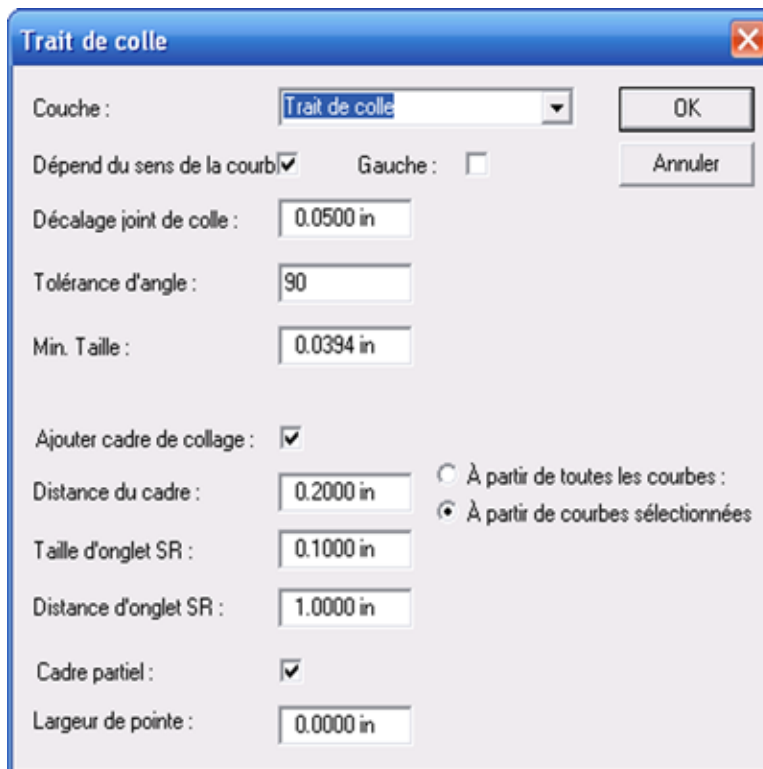 Trait de colle
Couche : Trait de colle OK
Dépend du sens de la courb Gauche : Annuler
Décalage joint de colle : 0.0500 in
Tolérance d'angle : 90
Min. Taille : 0.0394 in
Ajouter cadre de collage :
À partir de toutes les courbes :
Distance du cadre : 0.2000 in
À partir de courbes sélectionnées
Taille d'onglet SR : 0.1000 in
Distance d'onglet SR : 1.0000 in
Cadre partiel :
Largeur de pointe : 0.0000 in